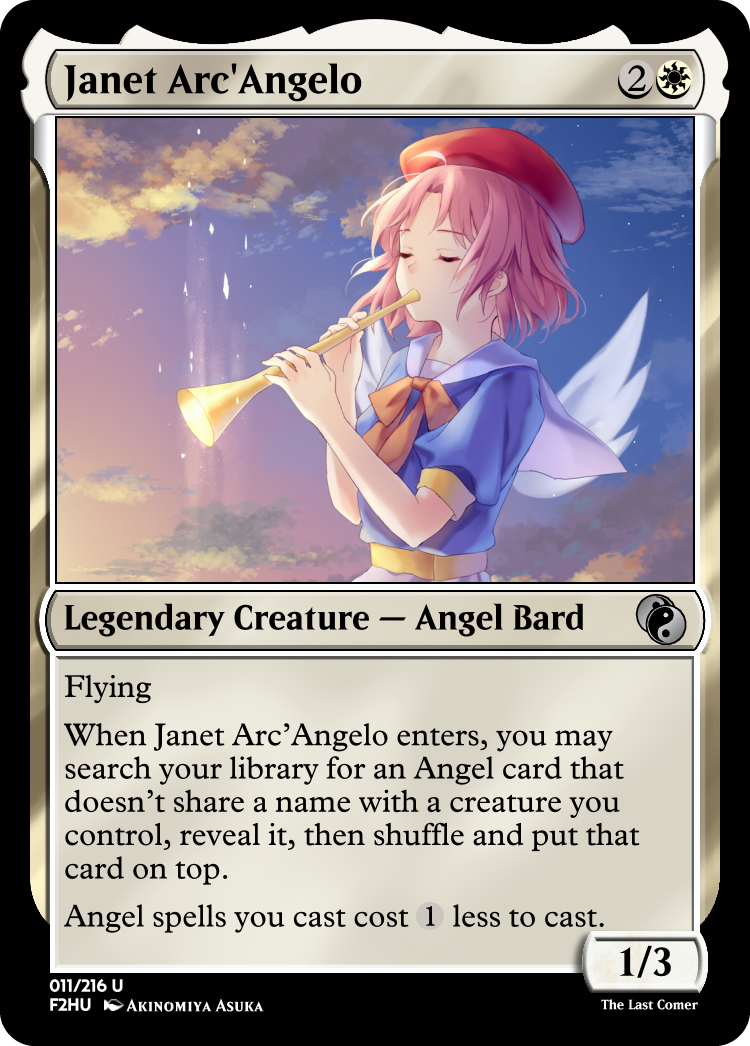 Janet Arc'Angelo 2
Legendary Creature — Angel Bard
Flying
When Janet Arc’Angelo enters, you may
search your library for an Angel card that
doesn’t share a name with a creature you
control, reveal it, then shuffle and put that
card on top.
Angel spells you cast cost 1 less to cast.
1/3
011/216 U
F2HU Akinomiya Asuka
The Last Comer